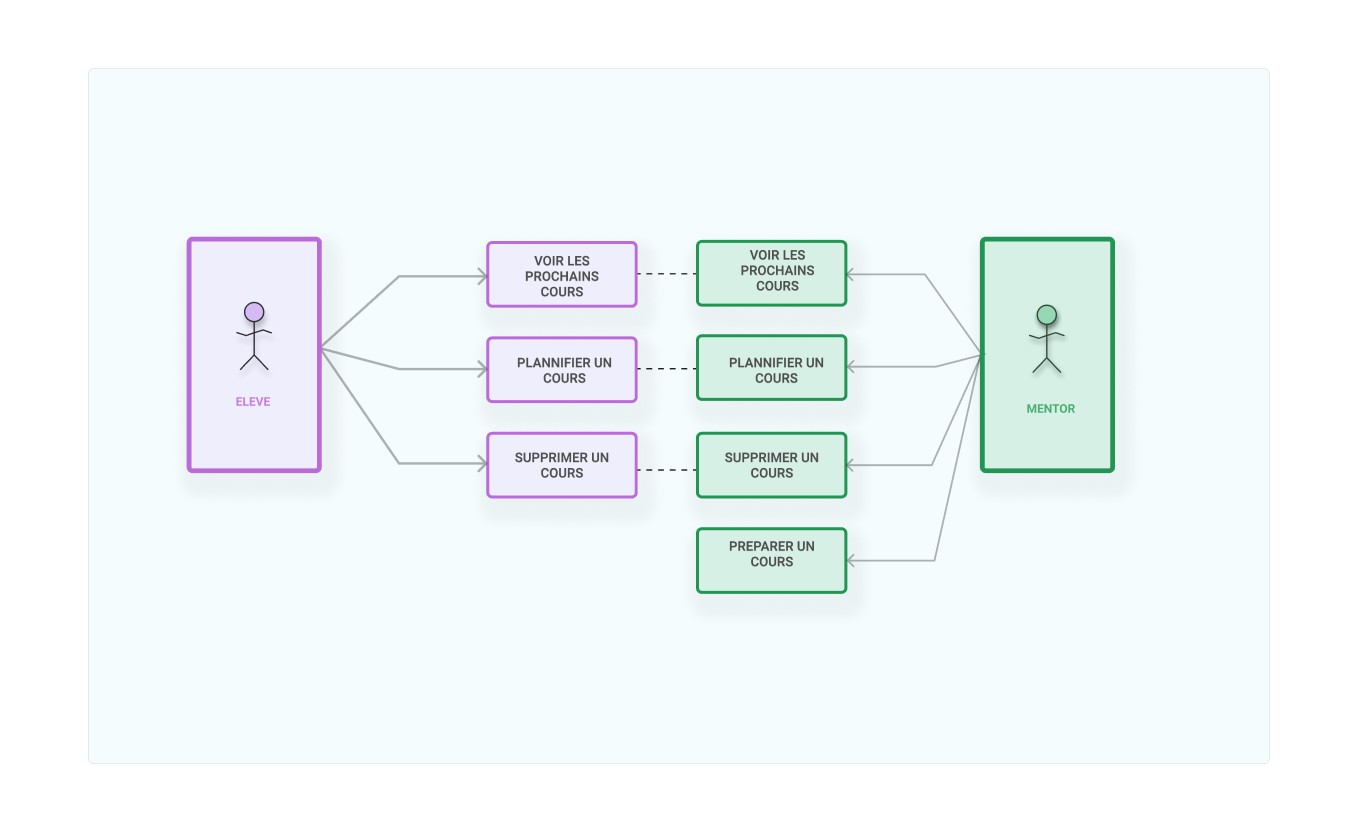 ELEVE
VOIR LES
PROCHAINS
COURS
PLANNIFIER UN
COURS
SUPPRIMER UN
COURS
VOIR LES
PROCHAINS
COURS
PLANNIFIER UN
COURS
SUPPRIMER UN
COURS
PREPARER UN
COURS
MENTOR